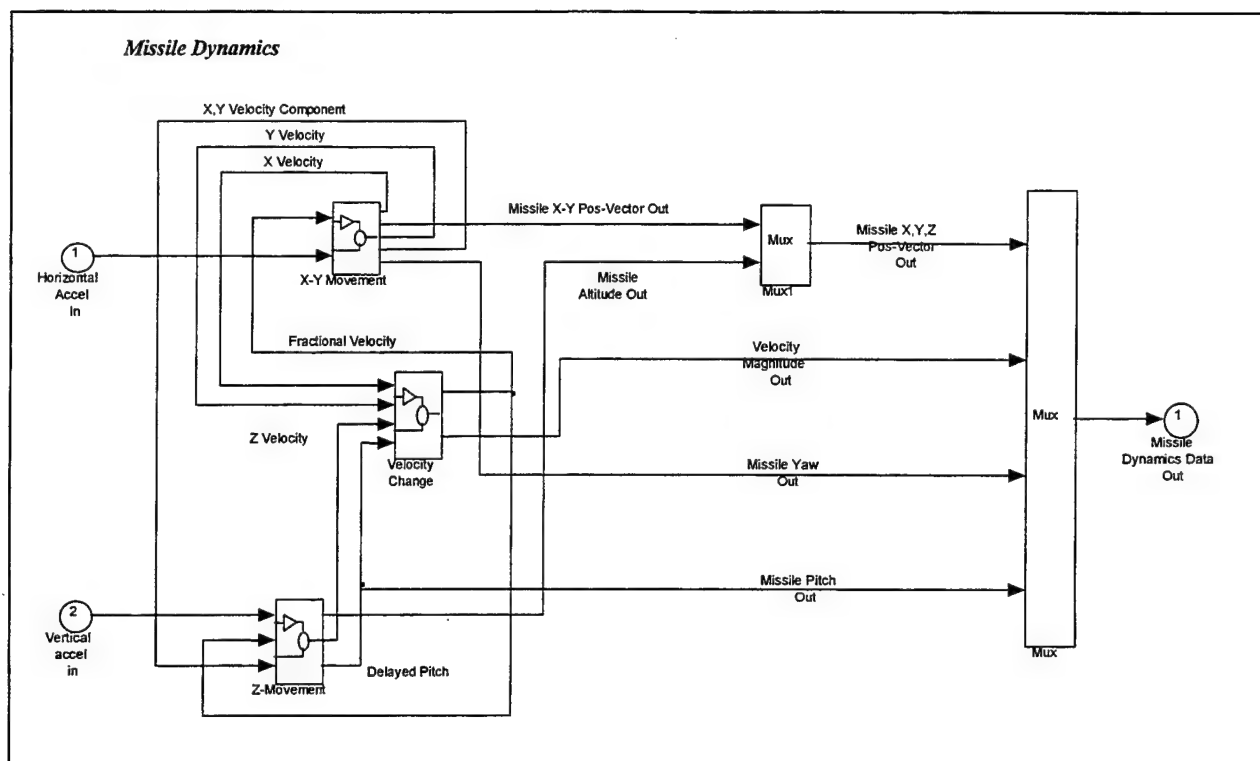 Missile Dynamics
X,Y Velocity Component
Y Velocity
X Velocity
Missile X-Y Pos-Vector Out
Mux
Missile X,Y,Z
Pos-Vector
Out
1
Horizontal
Accel
In
X-Y Movement
Missile
Altitude Out
Mux1
Fractional Velocity
Velocity
Magnitude
Out
Mux
1
Missile
Dynamics Data
Out
Z Velocity
Velocity
Change
Missile Yaw
Out
Missile Pitch
Out
2
Vertical
accel
in
Delayed Pitch
Z-Movement
Mux